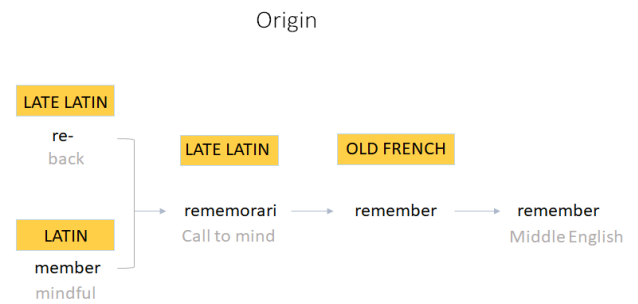 Origin
LATE LATIN
re-
back
LATIN
member
mindful
LATE LATIN
rememorari
Call to mind
OLD FRENCH
remember
remember
Middle English